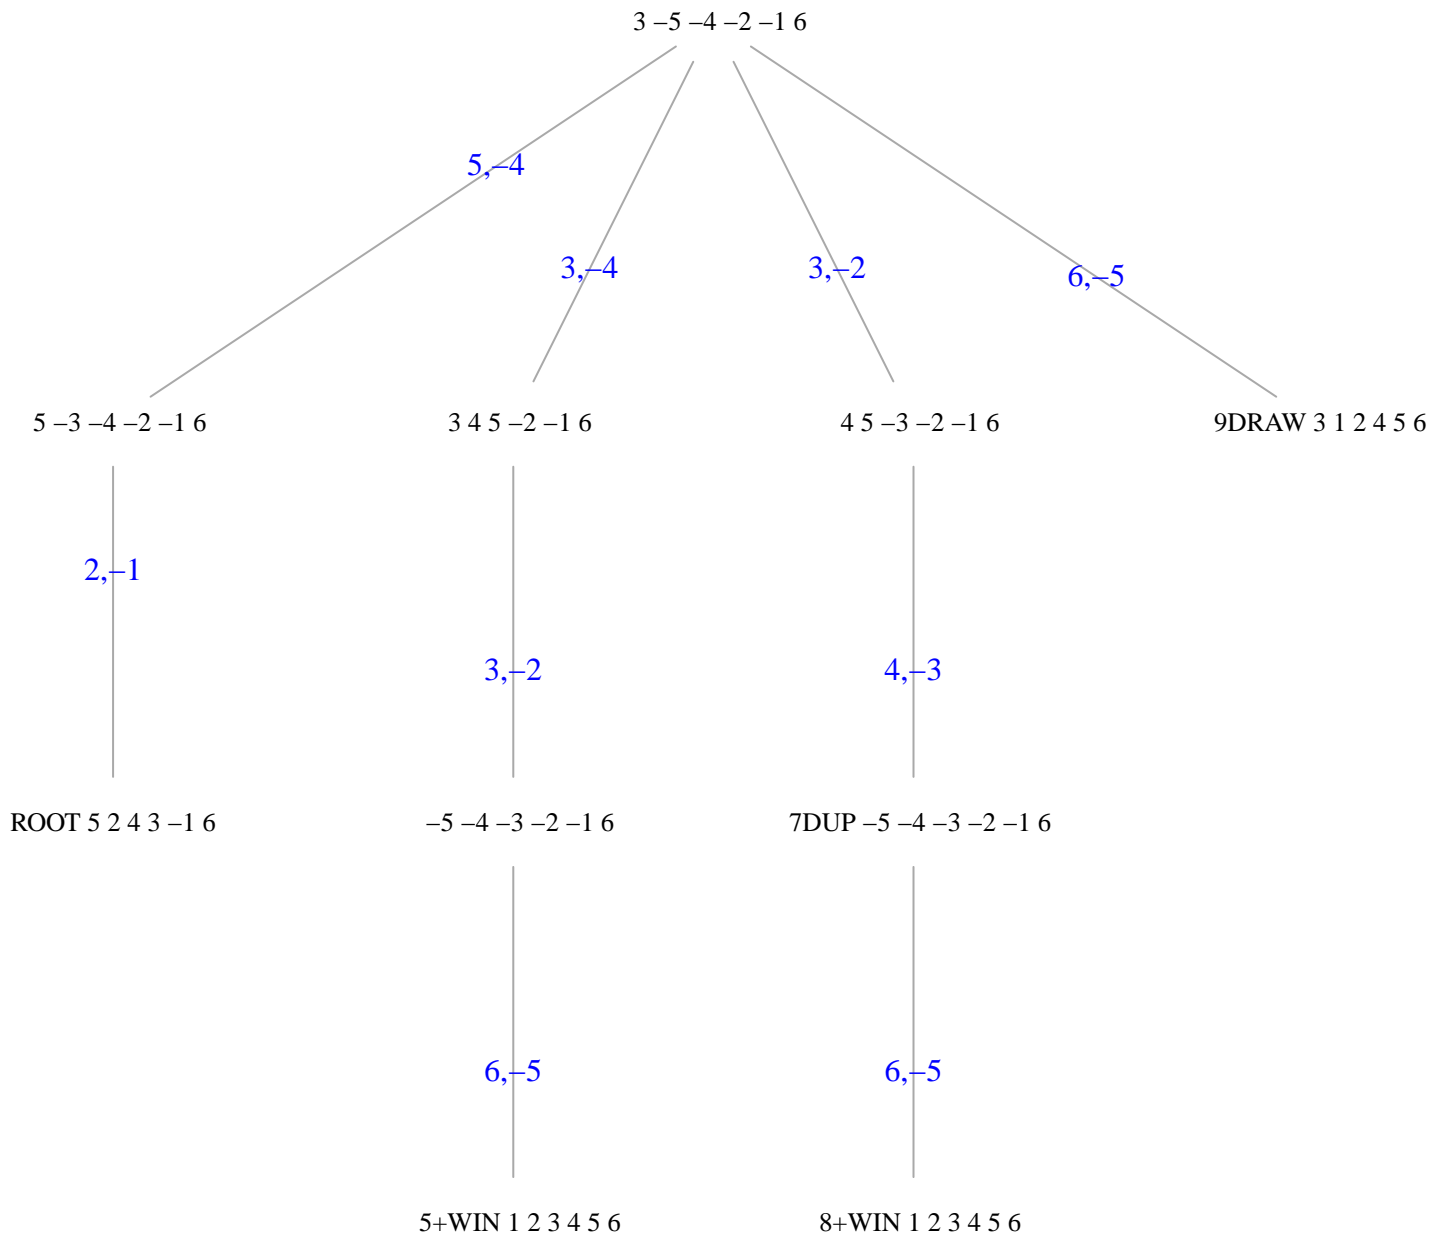 3 –5 –4 –2 –1 6
5,–4
3,–4
3,–2
6,–5
5 –3 –4 –2 –1 6
3 4 5 –2 –1 6
4 5 –3 –2 –1 6
9DRAW 3 1 2 4 5 6
2,–1
3,–2
4,–3
ROOT 5 2 4 3 –1 6
–5 –4 –3 –2 –1 6
7DUP –5 –4 –3 –2 –1 6
6,–5
6,–5
5+WIN 1 2 3 4 5 6
8+WIN 1 2 3 4 5 6